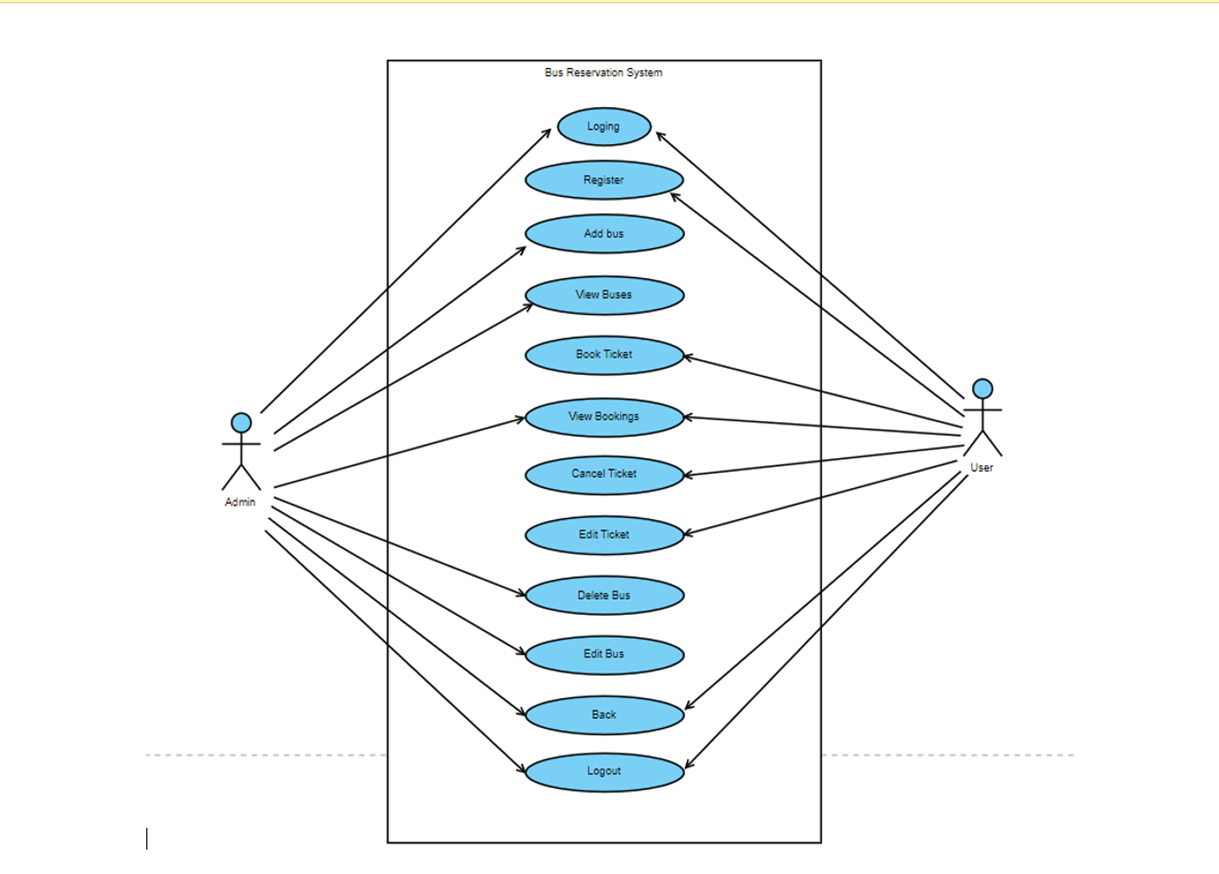 Bus Reservation System
Loging
Register
Add bus
View Buses
Book Ticket
View Bookings
Cancel Ticket
Edit Ticket
Delete Bus
Edit Bus
Back
Logout
Admin
User